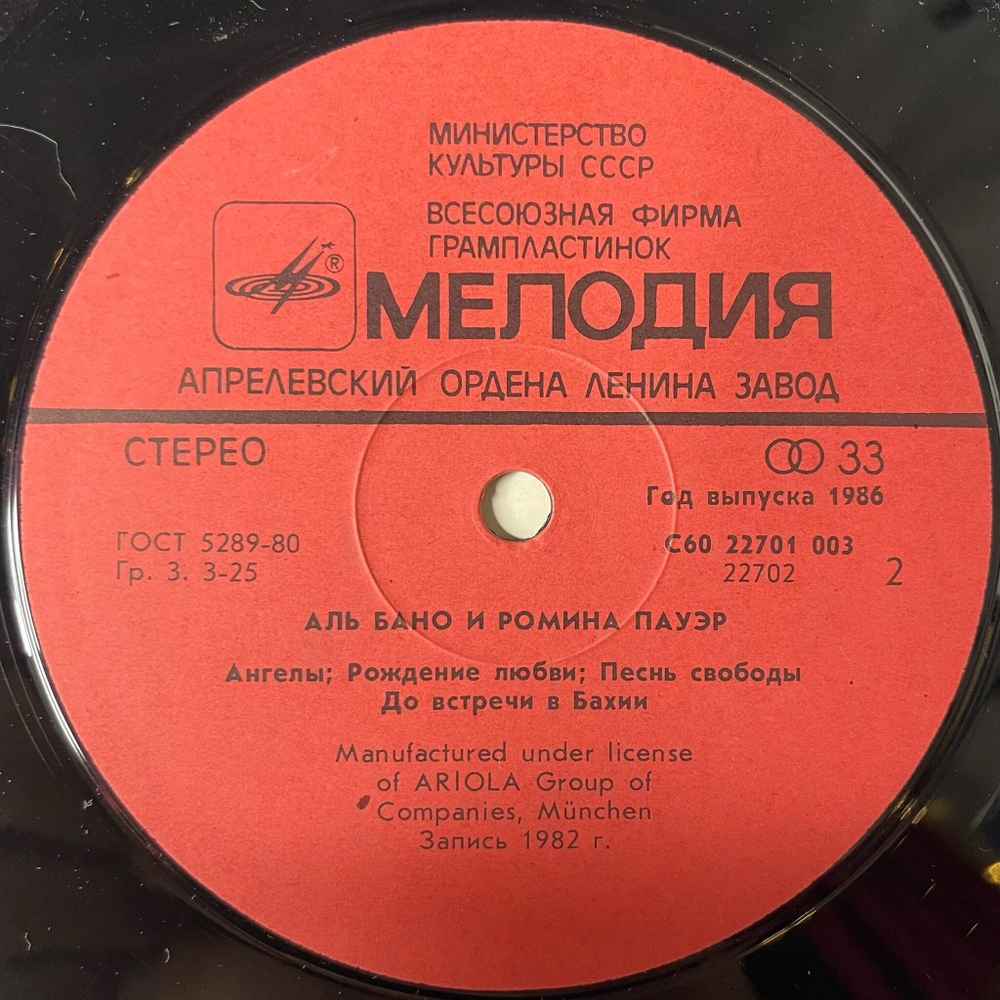 МИНИСТЕРСТВО
КУЛЬТУРЫ СССР
ВСЕСОЮЗНАЯ ФИРМА
ГРАМПЛАСТИНОК
®
МЕЛОДИЯ
АПРЕЛЕВСКИЙ ОРДЕНА ЛЕНИНА ЗАВОД
СТЕРЕО
33
Год выпуска 1986
ГОСТ 5289-80
С60 22701 003
Гр. 3. 3-25
22702
2
АЛЬ БАНО И РОМИНА ПАУЭР
Ангелы; Рождение любви; Песнь свободы
До встречи в Бахии
Manufactured under license
of ARIOLA Group of
Companies, München
Запись 1982 г.